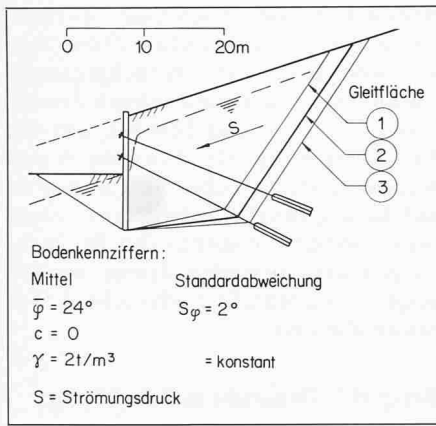 0 10 20m
Gleitfläche
S
1
2
3
Bodenkennziffern:
Mittel Standardabweichung
φ̄ = 24° Sφ = 2°
c = 0
γ = 2t/m³ = konstant
S = Strömungsdruck